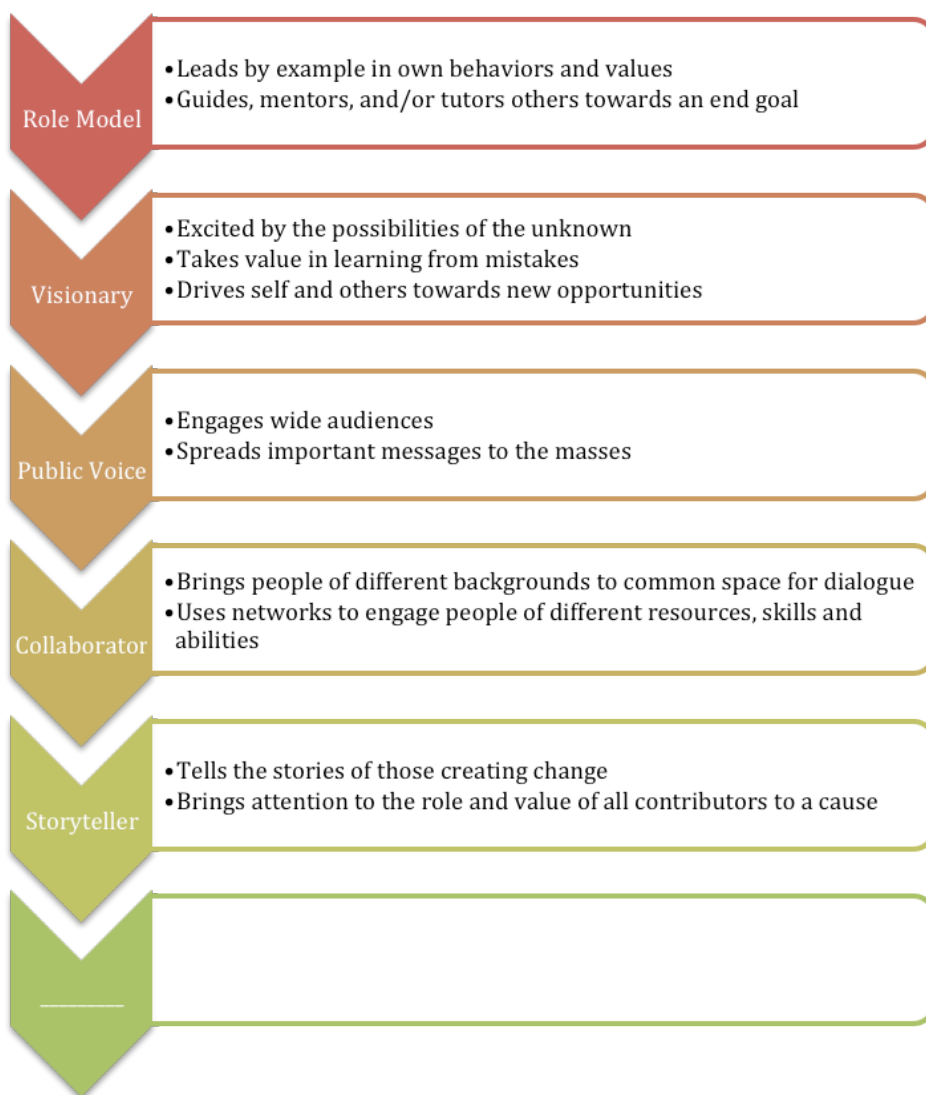 Role Model
•Leads by example in own behaviors and values
•Guides, mentors, and/or tutors others towards an end goal
Visionary
•Excited by the possibilities of the unknown
•Takes value in learning from mistakes
•Drives self and others towards new opportunities
Public Voice
•Engages wide audiences
•Spreads important messages to the masses
Collaborator
•Brings people of different backgrounds to common space for dialogue
•Uses networks to engage people of different resources, skills and
abilities
Storyteller
•Tells the stories of those creating change
•Brings attention to the role and value of all contributors to a cause
_________